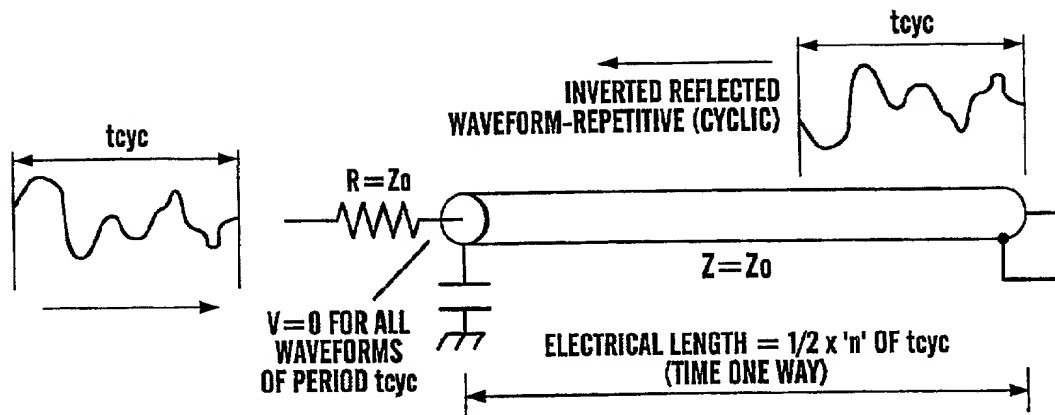 tcyc
INVERTED REFLECTED
WAVEFORM-REPETITIVE (CYCLIC)
tcyc
R=Zo
Z=Zo
V=0 FOR ALL
WAVEFORMS
OF PERIOD tcyc
ELECTRICAL LENGTH = 1/2 x 'n' OF tcyc
(TIME ONE WAY)